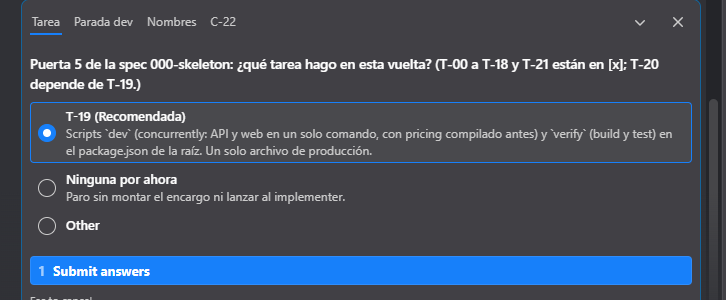 Tarea Parada dev Nombres C-22
Puerta 5 de la spec 000-skeleton: ¿qué tarea hago en esta vuelta? (T-00 a T-18 y T-21 están en [x]; T-20
depende de T-19.)
T-19 (Recomendada)
Scripts `dev` (concurrently: API y web en un solo comando, con pricing compilado antes) y `verify` (build y test) en
el package.json de la raíz. Un solo archivo de producción.
Ninguna por ahora
Paro sin montar el encargo ni lanzar al implementer.
Other
1 Submit answers